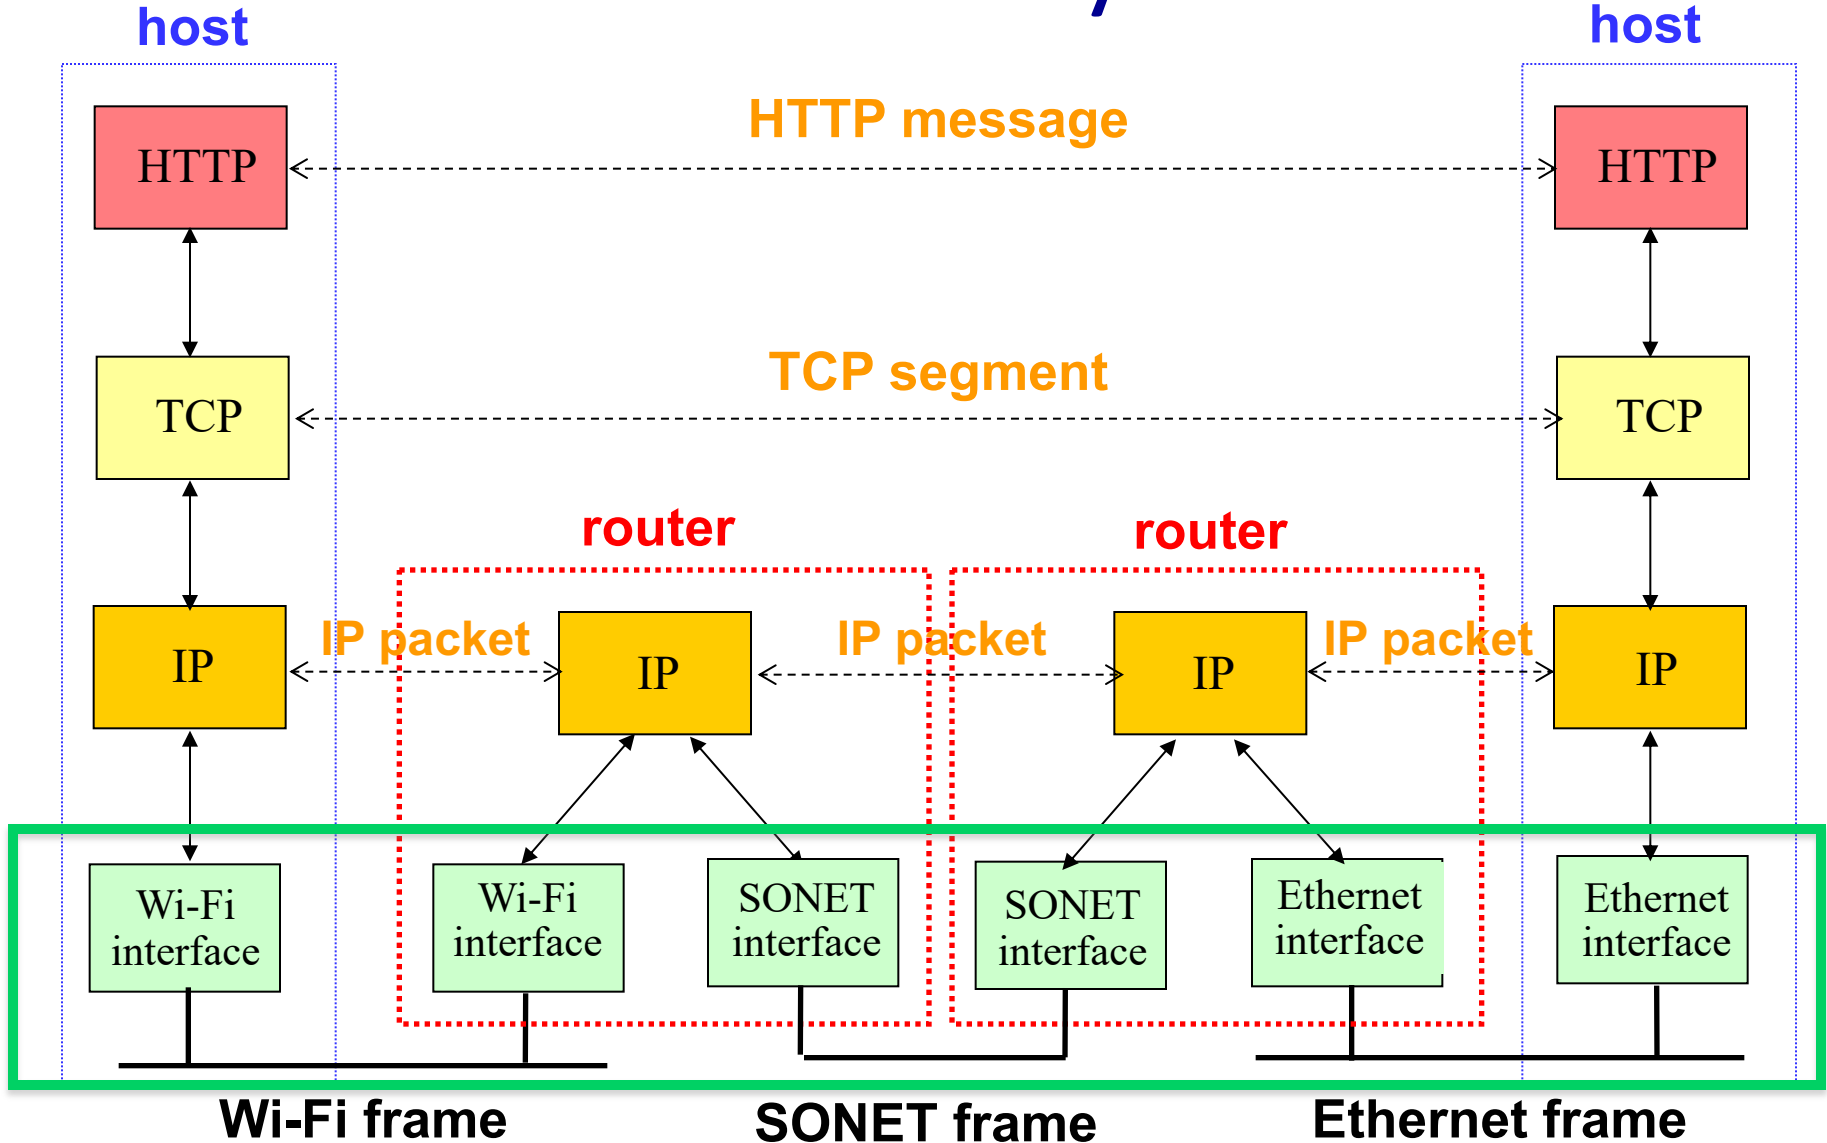 host
host
HTTP message
HTTP
HTTP
TCP segment
TCP
TCP
router
router
IP packet
IP packet
IP packet
IP
IP
IP
IP
Wi-Fi
interface
Wi-Fi
interface
SONET
interface
SONET
interface
Ethernet
interface
Ethernet
interface
Wi-Fi frame
SONET frame
Ethernet frame